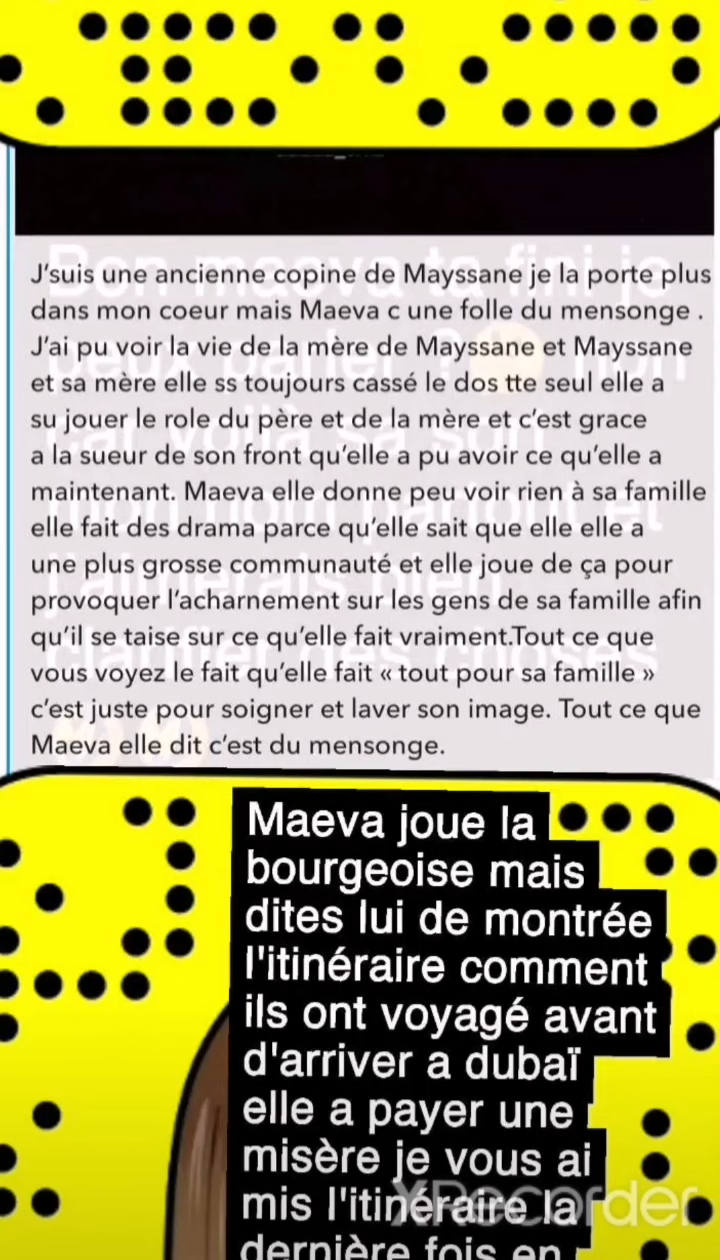 Bon maeva ta fini je
J'suis une ancienne copine de Mayssane je la porte plus
dans mon coeur mais Maeva c une folle du mensonge .
J'ai pu voir la vie de la mère de Mayssane et Mayssane
et sa mère elle ss toujours cassé le dos tte seul elle a
su jouer le role du père et de la mère et c'est grace
a la sueur de son front qu'elle a pu avoir ce qu'elle a
maintenant. Maeva elle donne peu voir rien à sa famille
elle fait des drama parce qu'elle sait que elle elle a
une plus grosse communauté et elle joue de ça pour
provoquer l'acharnement sur les gens de sa famille afin
qu'il se taise sur ce qu'elle fait vraiment.Tout ce que
vous voyez le fait qu'elle fait « tout pour sa famille »
c'est juste pour soigner et laver son image. Tout ce que
Maeva elle dit c'est du mensonge.
Maeva joue la
bourgeoise mais
dites lui de montrée
l'itinéraire comment
ils ont voyagé avant
d'arriver a dubaï
elle a payer une
misère je vous ai
mis l'itinéraire la
dernière fois en
XRecorder